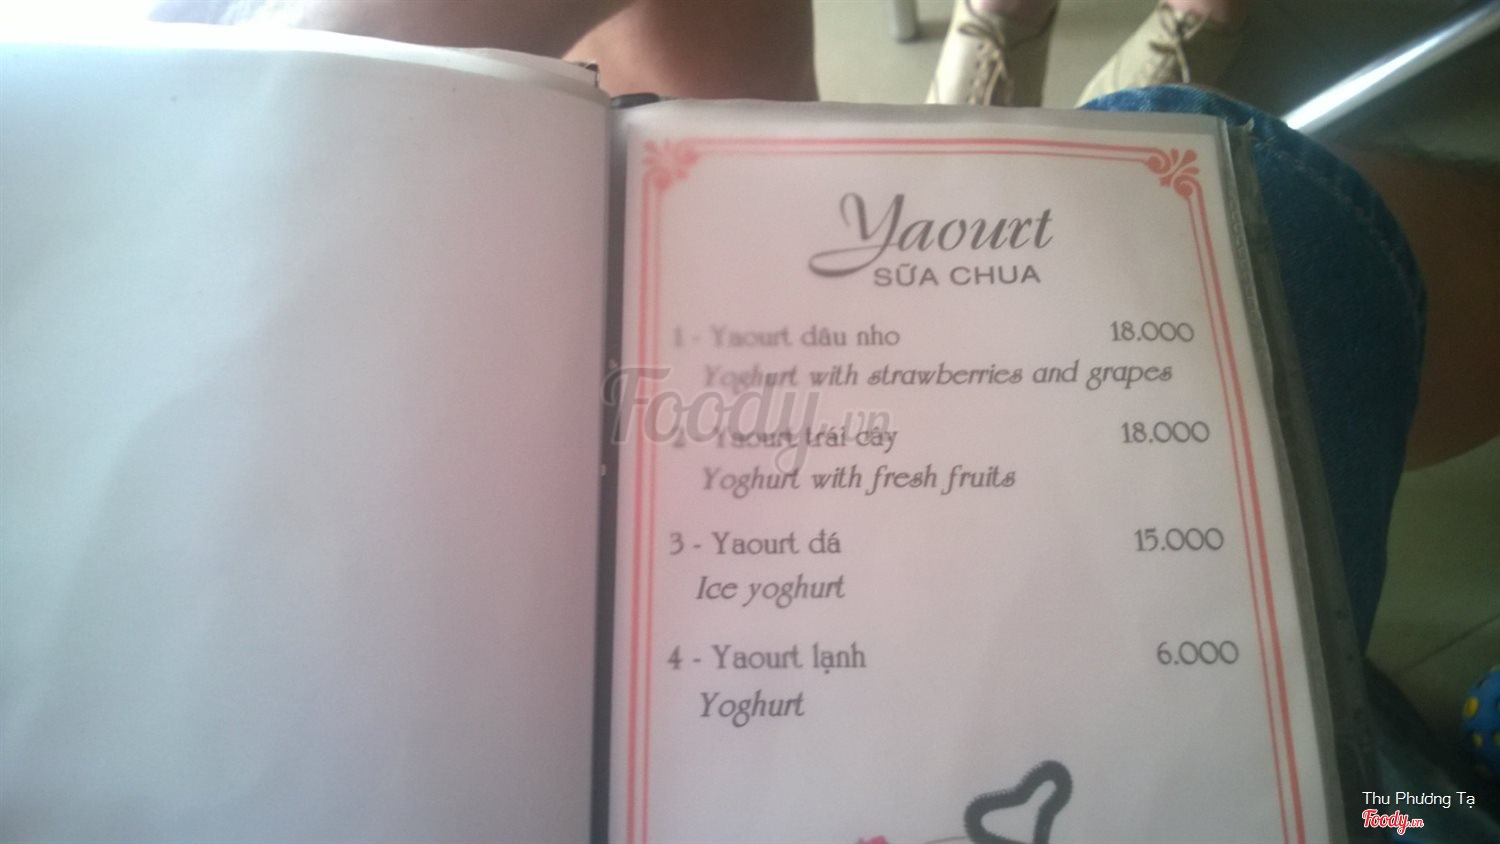 Yaourt
SỮA CHUA
1 - Yaourt dâu nho 18.000
Yoghurt with strawberries and grapes
2 - Yaourt trái cây 18.000
Yoghurt with fresh fruits
3 - Yaourt đá 15.000
Ice yoghurt
4 - Yaourt lạnh 6.000
Yoghurt
Foody.vn
Thu Phương Tạ
Foody.vn